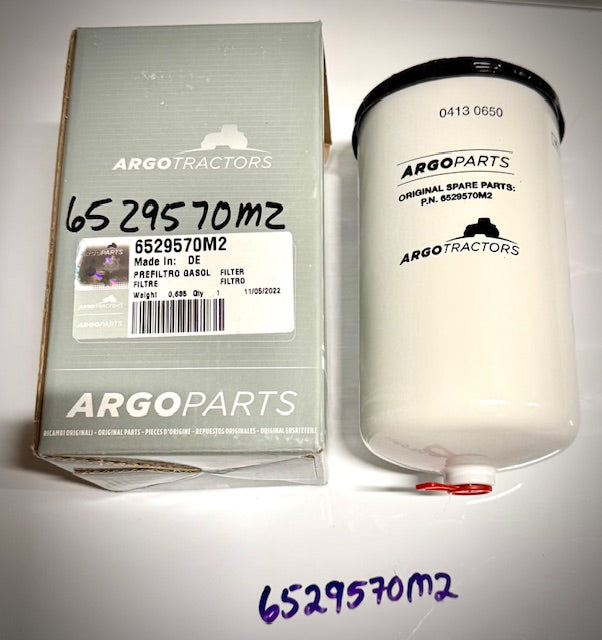 ARGOTRACTORS
6529570M2
6529570M2
Made In: DE
PREFILTRO GASOL FILTER
FILTRE FILTRO
Weight 0,695 Qty 1 11/05/2022
ARGOPARTS
ARGOPARTS
RICAMBI ORIGINALI - ORIGINAL PARTS - PIECES D'ORIGINE - REPUESTOS ORIGINALES - ORIGINAL ERSATZTEILE
0413 0650
ARGOPARTS
ORIGINAL SPARE PARTS:
P.N. 6529570M2
ARGOTRACTORS
6529570M2